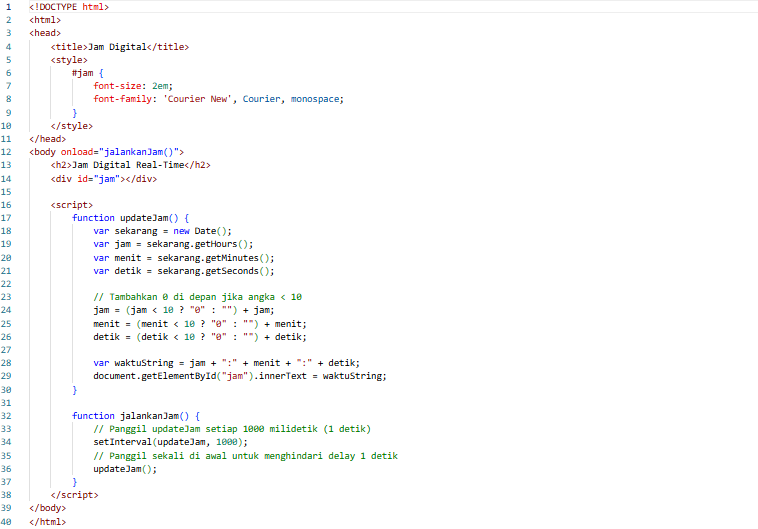 1 <!DOCTYPE html>
2 <html>
3 <head>
4     <title>Jam Digital</title>
5     <style>
6         #jam {
7             font-size: 2em;
8             font-family: 'Courier New', Courier, monospace;
9         }
10     </style>
11 </head>
12 <body onload="jalankanJam()">
13     <h2>Jam Digital Real-Time</h2>
14     <div id="jam"></div>
15
16     <script>
17         function updateJam() {
18             var sekarang = new Date();
19             var jam = sekarang.getHours();
20             var menit = sekarang.getMinutes();
21             var detik = sekarang.getSeconds();
22
23             // Tambahkan 0 di depan jika angka < 10
24             jam = (jam < 10 ? "0" : "") + jam;
25             menit = (menit < 10 ? "0" : "") + menit;
26             detik = (detik < 10 ? "0" : "") + detik;
27
28             var waktuString = jam + ":" + menit + ":" + detik;
29             document.getElementById("jam").innerText = waktuString;
30         }
31
32         function jalankanJam() {
33             // Panggil updateJam setiap 1000 milidetik (1 detik)
34             setInterval(updateJam, 1000);
35             // Panggil sekali di awal untuk menghindari delay 1 detik
36             updateJam();
37         }
38     </script>
39 </body>
40 </html>